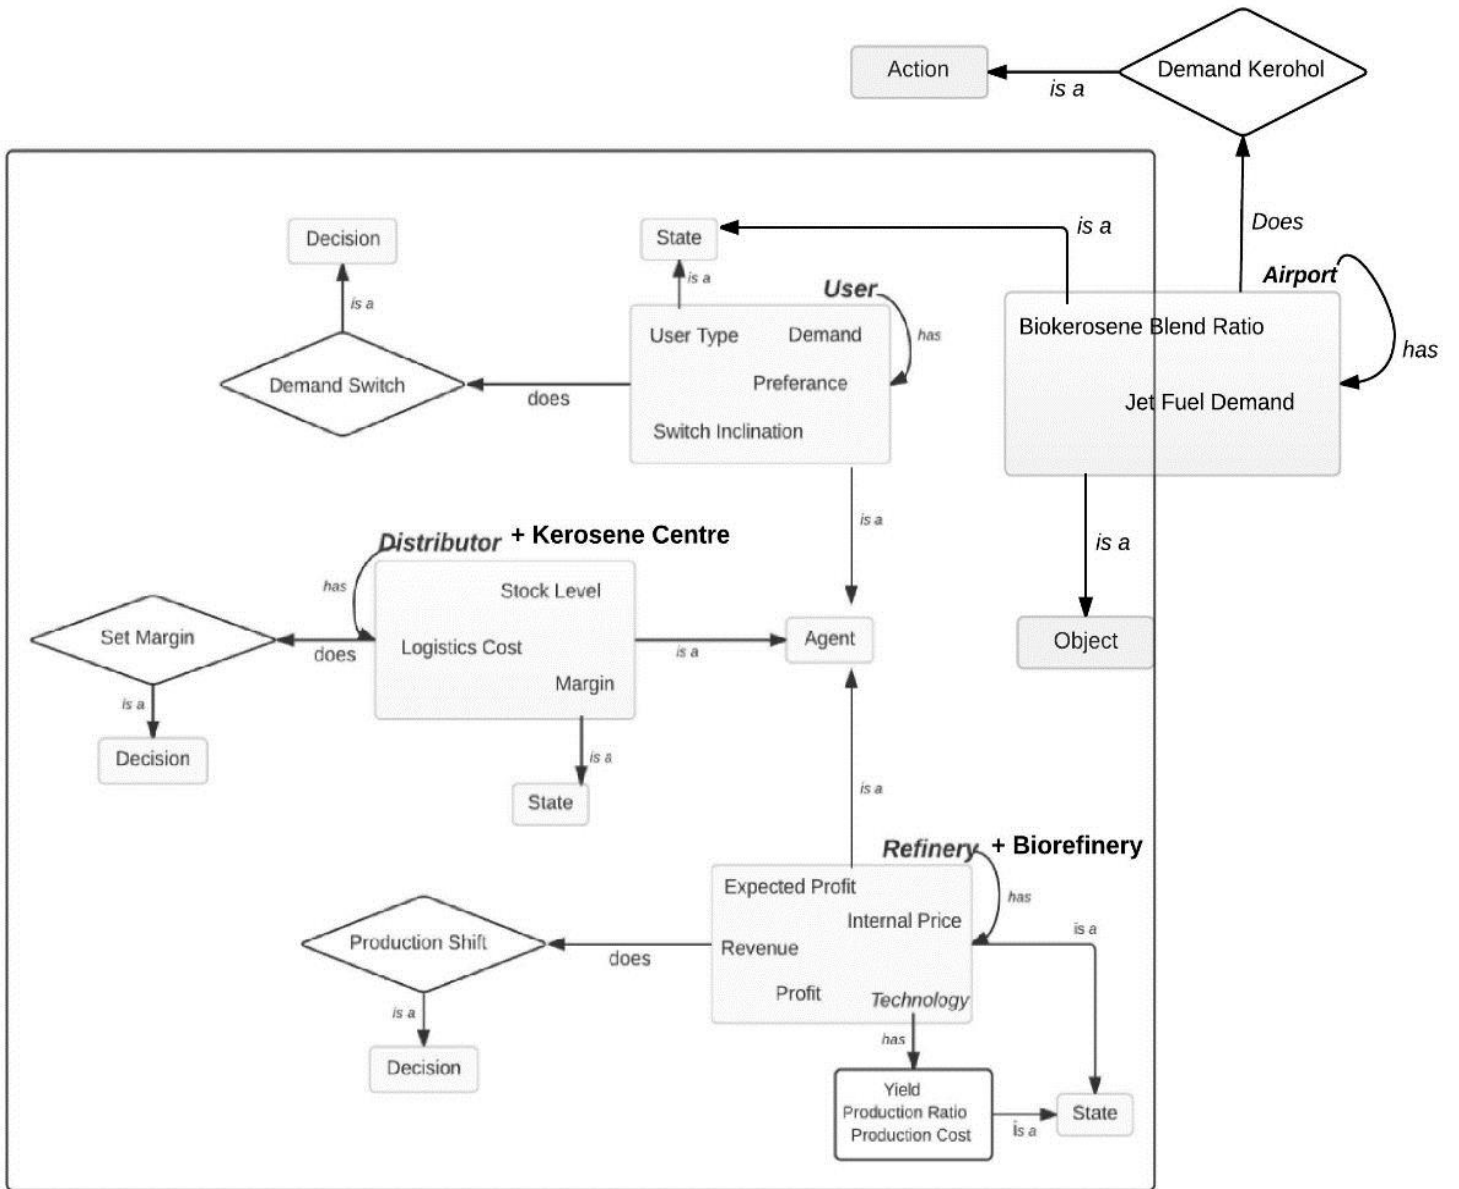 Action
Demand Kerohol
is a
Does
Decision
State
is a
is a
is a
User
Airport
has
has
User Type Demand
Preferance
Switch Inclination
Biokerosene Blend Ratio
Jet Fuel Demand
Demand Switch
does
is a
is a
Distributor + Kerosene Centre
has
Stock Level
Logistics Cost
Margin
Set Margin
does
is a
Agent
Object
is a
Decision
is a
State
is a
Refinery + Biorefinery
has
Expected Profit
Internal Price
Revenue
Profit
Technology
Production Shift
does
is a
is a
Decision
has
Yield
Production Ratio
Production Cost
is a
State